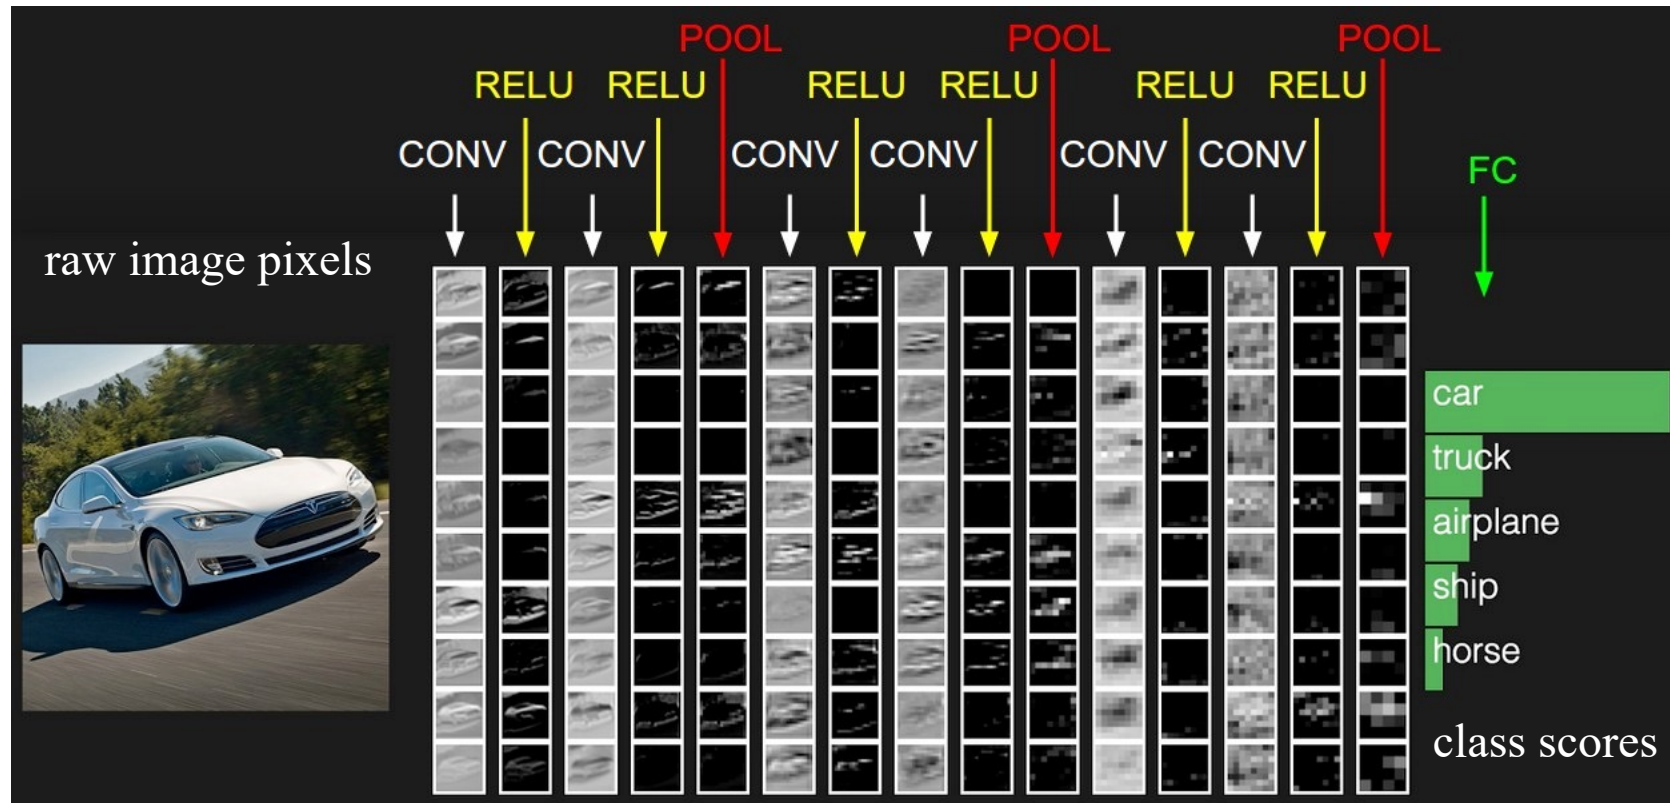 POOL POOL POOL
RELU RELU RELU RELU RELU RELU
CONV CONV CONV CONV CONV CONV
FC
raw image pixels
car
truck
airplane
ship
horse
class scores